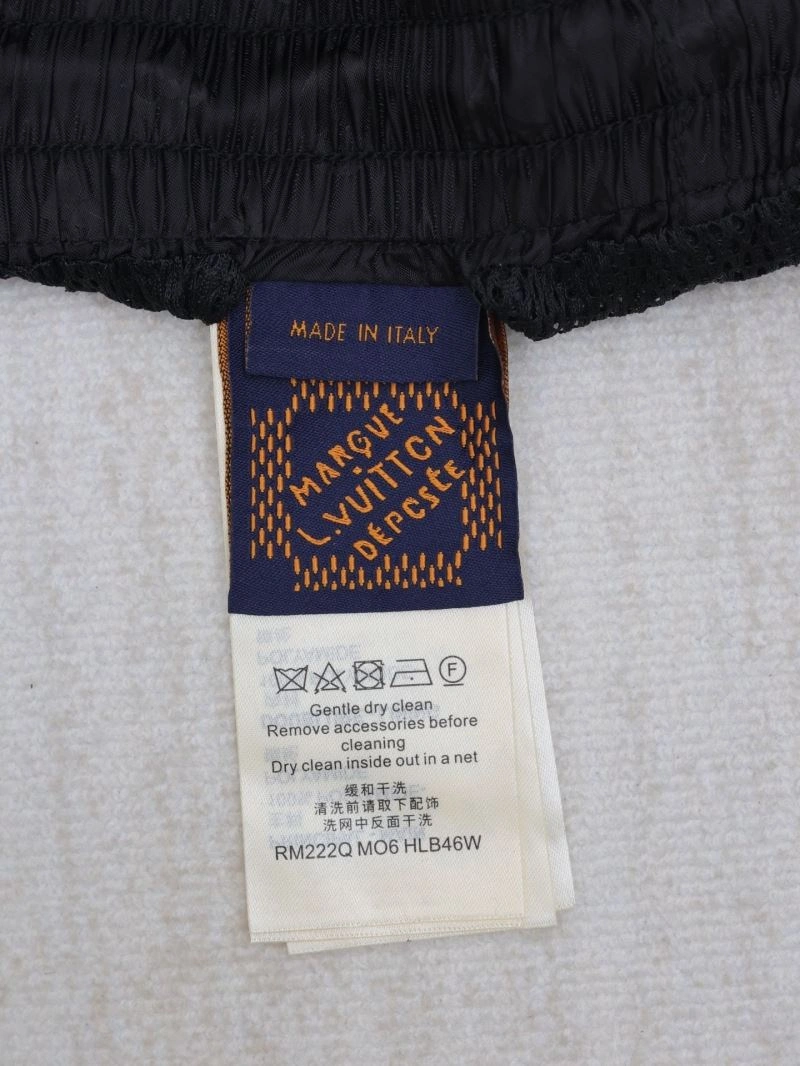 MADE IN ITALY
MARQUE
L.VUITTON
DÉPOSÉE
F
Gentle dry clean
Remove accessories before
cleaning
Dry clean inside out in a net
缓和干洗
清洗前请取下配饰
洗网中反面干洗
RM222Q MO6 HLB46W